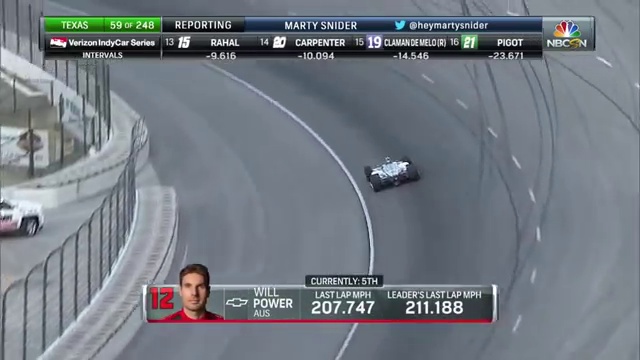 TEXAS 59 OF 248 REPORTING MARTY SNIDER @heymartysnider
Verizon IndyCar Series 13 15 RAHAL 14 20 CARPENTER 15 19 CLAMAN DE MELO (R) 16 21 PIGOT NBCSN
INTERVALS -9.616 -10.094 -14.546 -23.671
CURRENTLY: 5TH
12 WILL POWER AUS LAST LAP MPH LEADER'S LAST LAP MPH
207.747 211.188